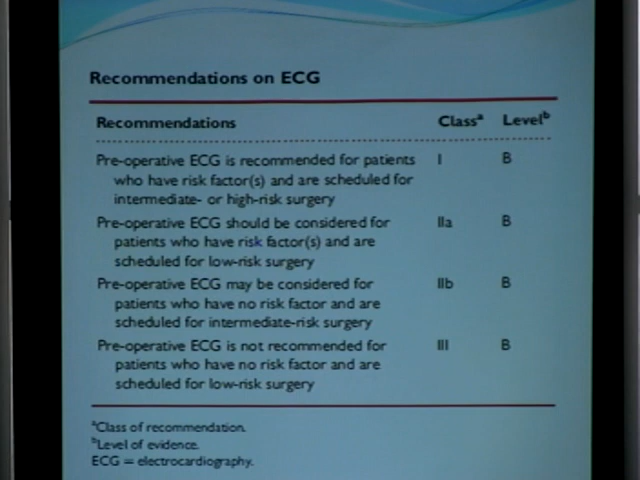 Recommendations on ECG
Recommendations Classᵃ Levelᵇ
Pre-operative ECG is recommended for patients I B
who have risk factor(s) and are scheduled for
intermediate- or high-risk surgery
Pre-operative ECG should be considered for IIa B
patients who have risk factor(s) and are
scheduled for low-risk surgery
Pre-operative ECG may be considered for IIb B
patients who have no risk factor and are
scheduled for intermediate-risk surgery
Pre-operative ECG is not recommended for III B
patients who have no risk factor and are
scheduled for low-risk surgery
ᵃClass of recommendation.
ᵇLevel of evidence.
ECG = electrocardiography.